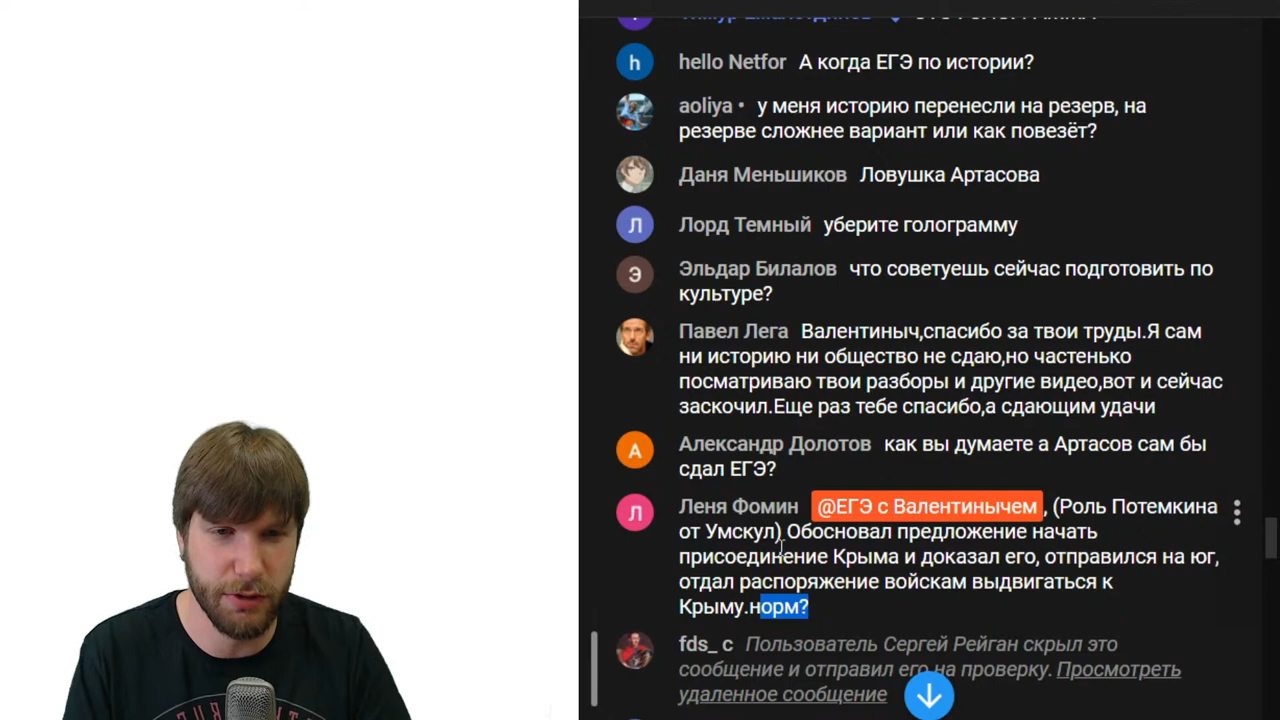 hello Netfor А когда ЕГЭ по истории?
aoliya • у меня историю перенесли на резерв, на
резерве сложнее вариант или как повезёт?
Даня Меньшиков Ловушка Артасова
Лорд Темный уберите голограмму
Эльдар Билалов что советуешь сейчас подготовить по
культуре?
Павел Лега Валентиныч,спасибо за твои труды.Я сам
ни историю ни общество не сдаю,но частенько
посматриваю твои разборы и другие видео,вот и сейчас
заскочил.Еще раз тебе спасибо,а сдающим удачи
Александр Долотов как вы думаете а Артасов сам бы
сдал ЕГЭ?
Леня Фомин @ЕГЭ с Валентинычем , (Роль Потемкина
от Умскул) Обосновал предложение начать
присоединение Крыма и доказал его, отправился на юг,
отдал распоряжение войскам выдвигаться к
Крыму.норм?
fds_ c Пользователь Сергей Рейган скрыл это
сообщение и отправил его на проверку. Просмотреть
удаленное сообщение
h
Л
Э
А
Л